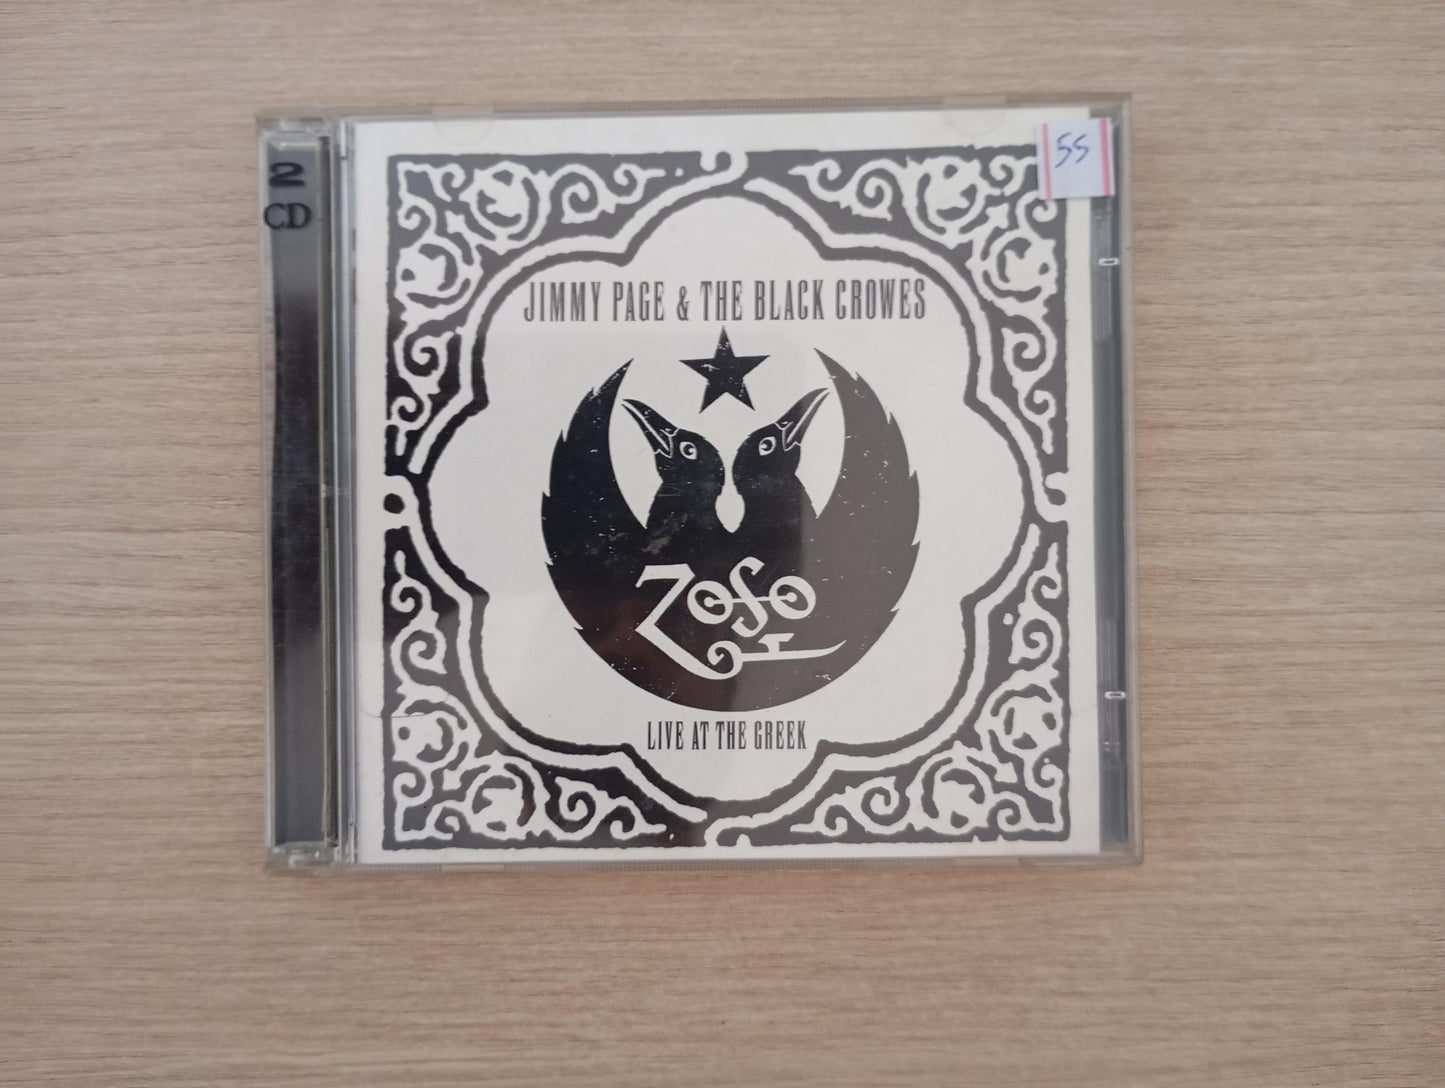 2
CD
55
JIMMY PAGE & THE BLACK CROWES
ZOSO
LIVE AT THE GREEK